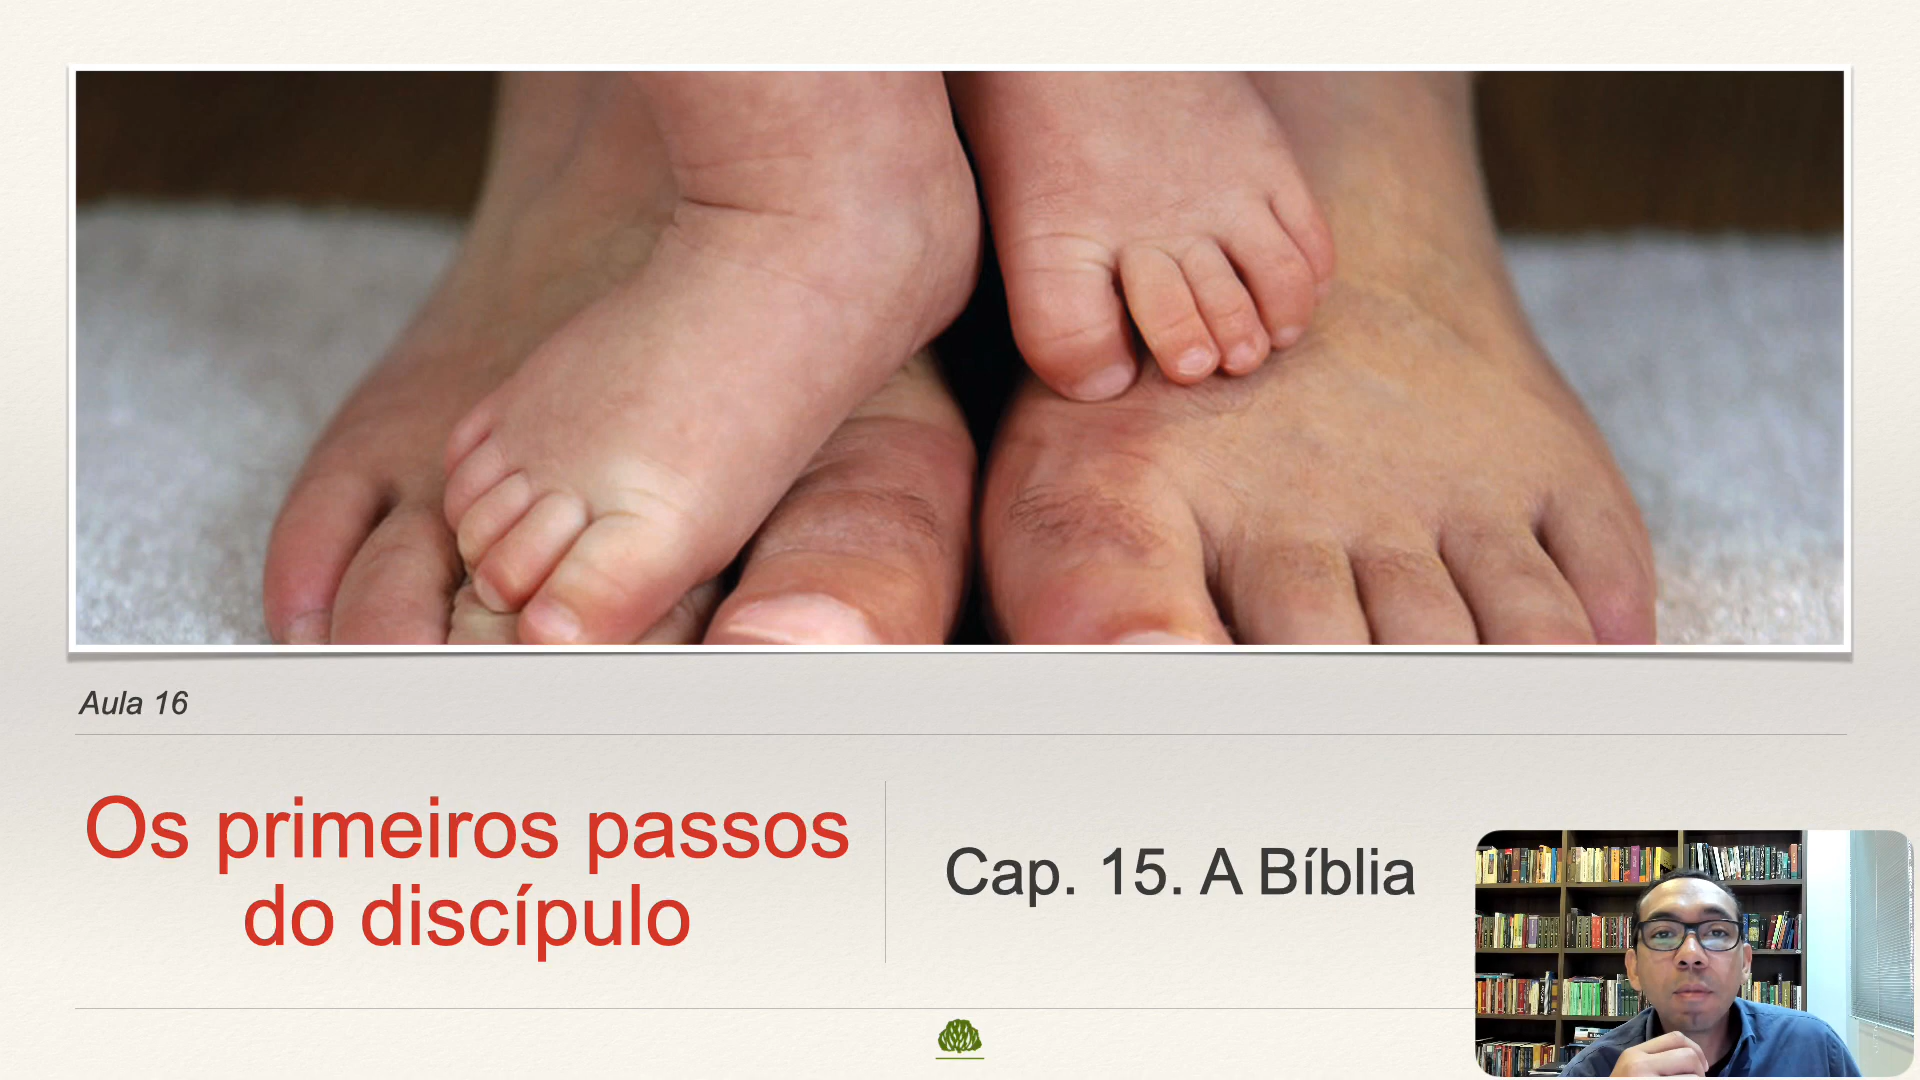 Aula 16
Os primeiros passos
do discípulo
Cap. 15. A Bíblia